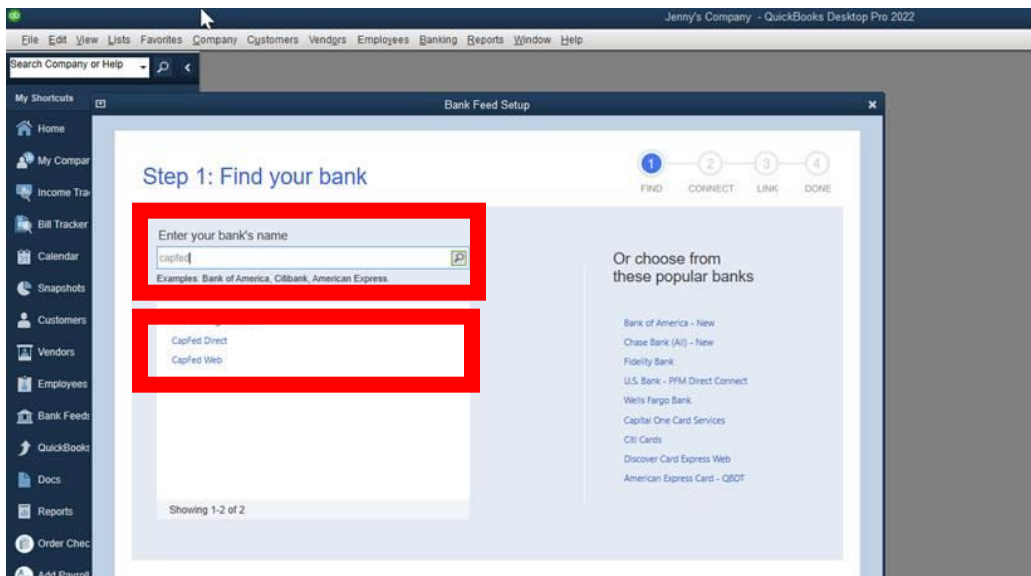 qb
Jenny's Company - QuickBooks Desktop Pro 2022
File Edit View Lists Favorites Company Customers Vendors Employees Banking Reports Window Help
Search Company or Help
My Shortcuts
Bank Feed Setup
Home
My Compar
Income Tra
Bill Tracker
Calendar
Snapshots
Customers
Vendors
Employees
Bank Feeds
QuickBooks
Docs
Reports
Order Chec
Add Payroll
Step 1: Find your bank
1 2 3 4
FIND CONNECT LINK DONE
Enter your bank's name
capfed
Examples: Bank of America, Citibank, American Express.
CapFed Direct
CapFed Web
Showing 1-2 of 2
Or choose from
these popular banks
Bank of America - New
Chase Bank (All) - New
Fidelity Bank
U.S. Bank - PFM Direct Connect
Wells Fargo Bank
Capital One Card Services
Citi Cards
Discover Card Express Web
American Express Card - QBDT